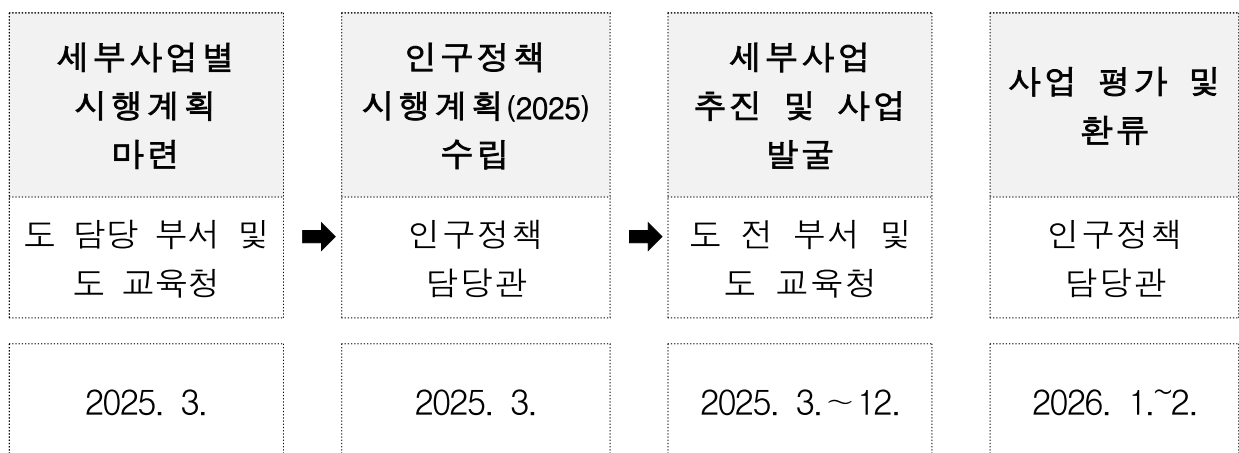 세부사업별
시행계획
마련
도 담당 부서 및
도 교육청
2025. 3.
인구정책
시행계획(2025)
수립
인구정책
담당관
2025. 3.
세부사업
추진 및 사업
발굴
도 전 부서 및
도 교육청
2025. 3.～12.
사업 평가 및
환류
인구정책
담당관
2026. 1.~2.